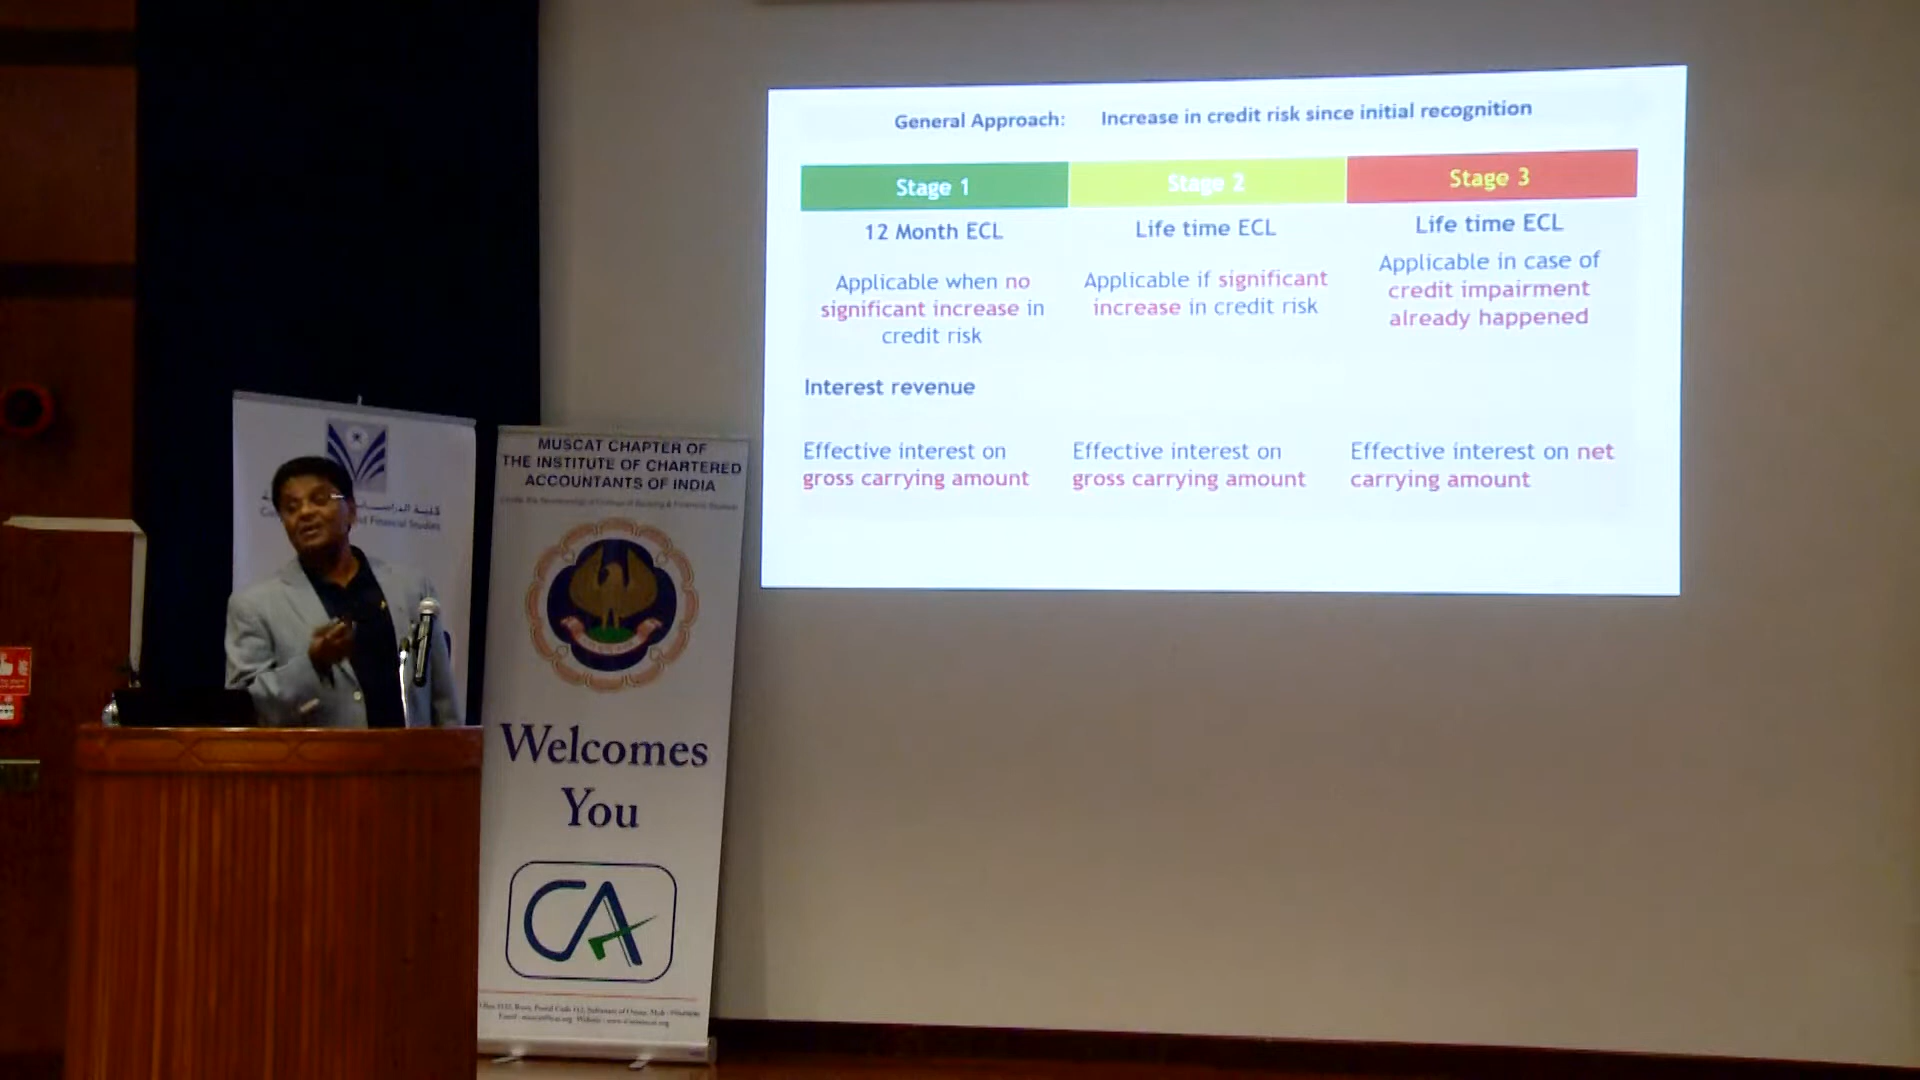 General Approach: Increase in credit risk since initial recognition
Stage 1
Stage 2
Stage 3
12 Month ECL
Life time ECL
Life time ECL
Applicable when no
significant increase in
credit risk
Applicable if significant
increase in credit risk
Applicable in case of
credit impairment
already happened
Interest revenue
Effective interest on
gross carrying amount
Effective interest on
gross carrying amount
Effective interest on net
carrying amount
كلية
Financial Studies
MUSCAT CHAPTER OF
THE INSTITUTE OF CHARTERED
ACCOUNTANTS OF INDIA
Welcomes
You
CA